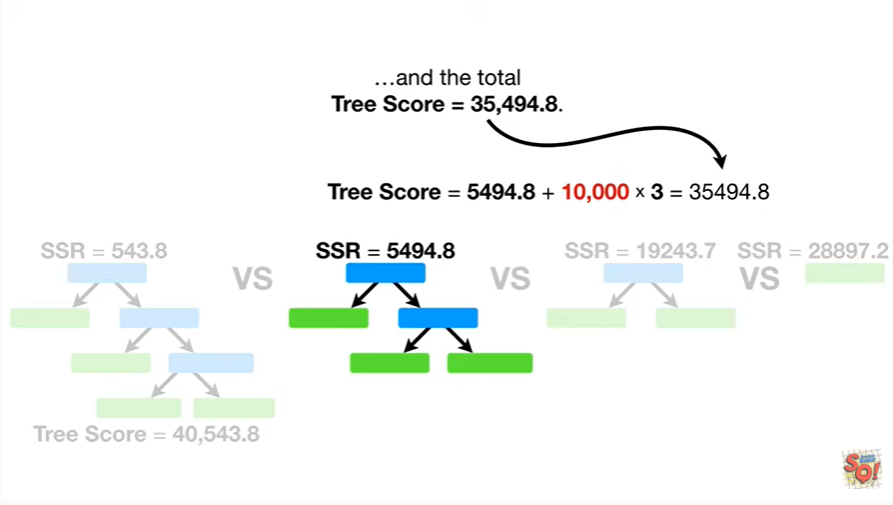 …and the total
Tree Score = 35,494.8.
Tree Score = 5494.8 + 10,000 x 3 = 35494.8
SSR = 543.8
VS
SSR = 5494.8
VS
SSR = 19243.7
VS
SSR = 28897.2
Tree Score = 40,543.8